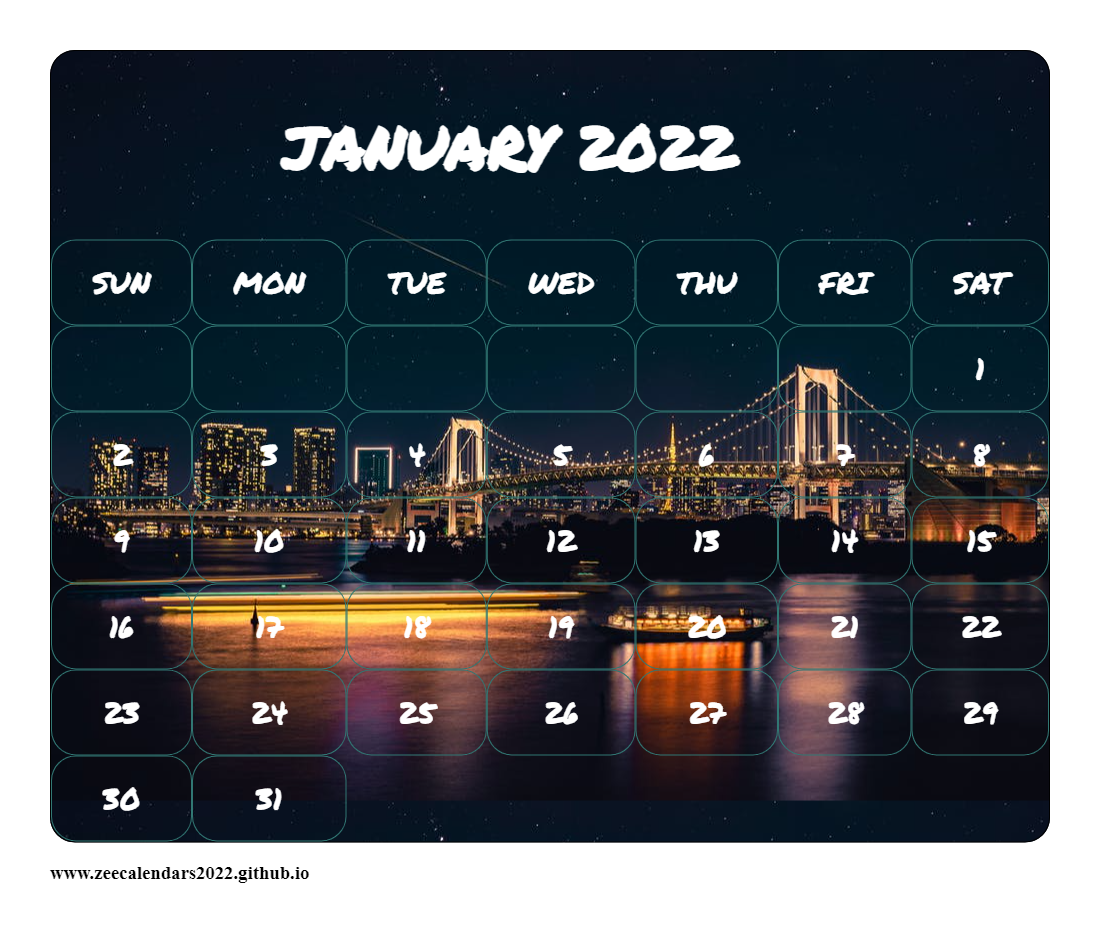 JANUARY 2022
SUN MON TUE WED THU FRI SAT
1
2 3 4 5 6 7 8
9 10 11 12 13 14 15
16 17 18 19 20 21 22
23 24 25 26 27 28 29
30 31
www.zeecalendars2022.github.io